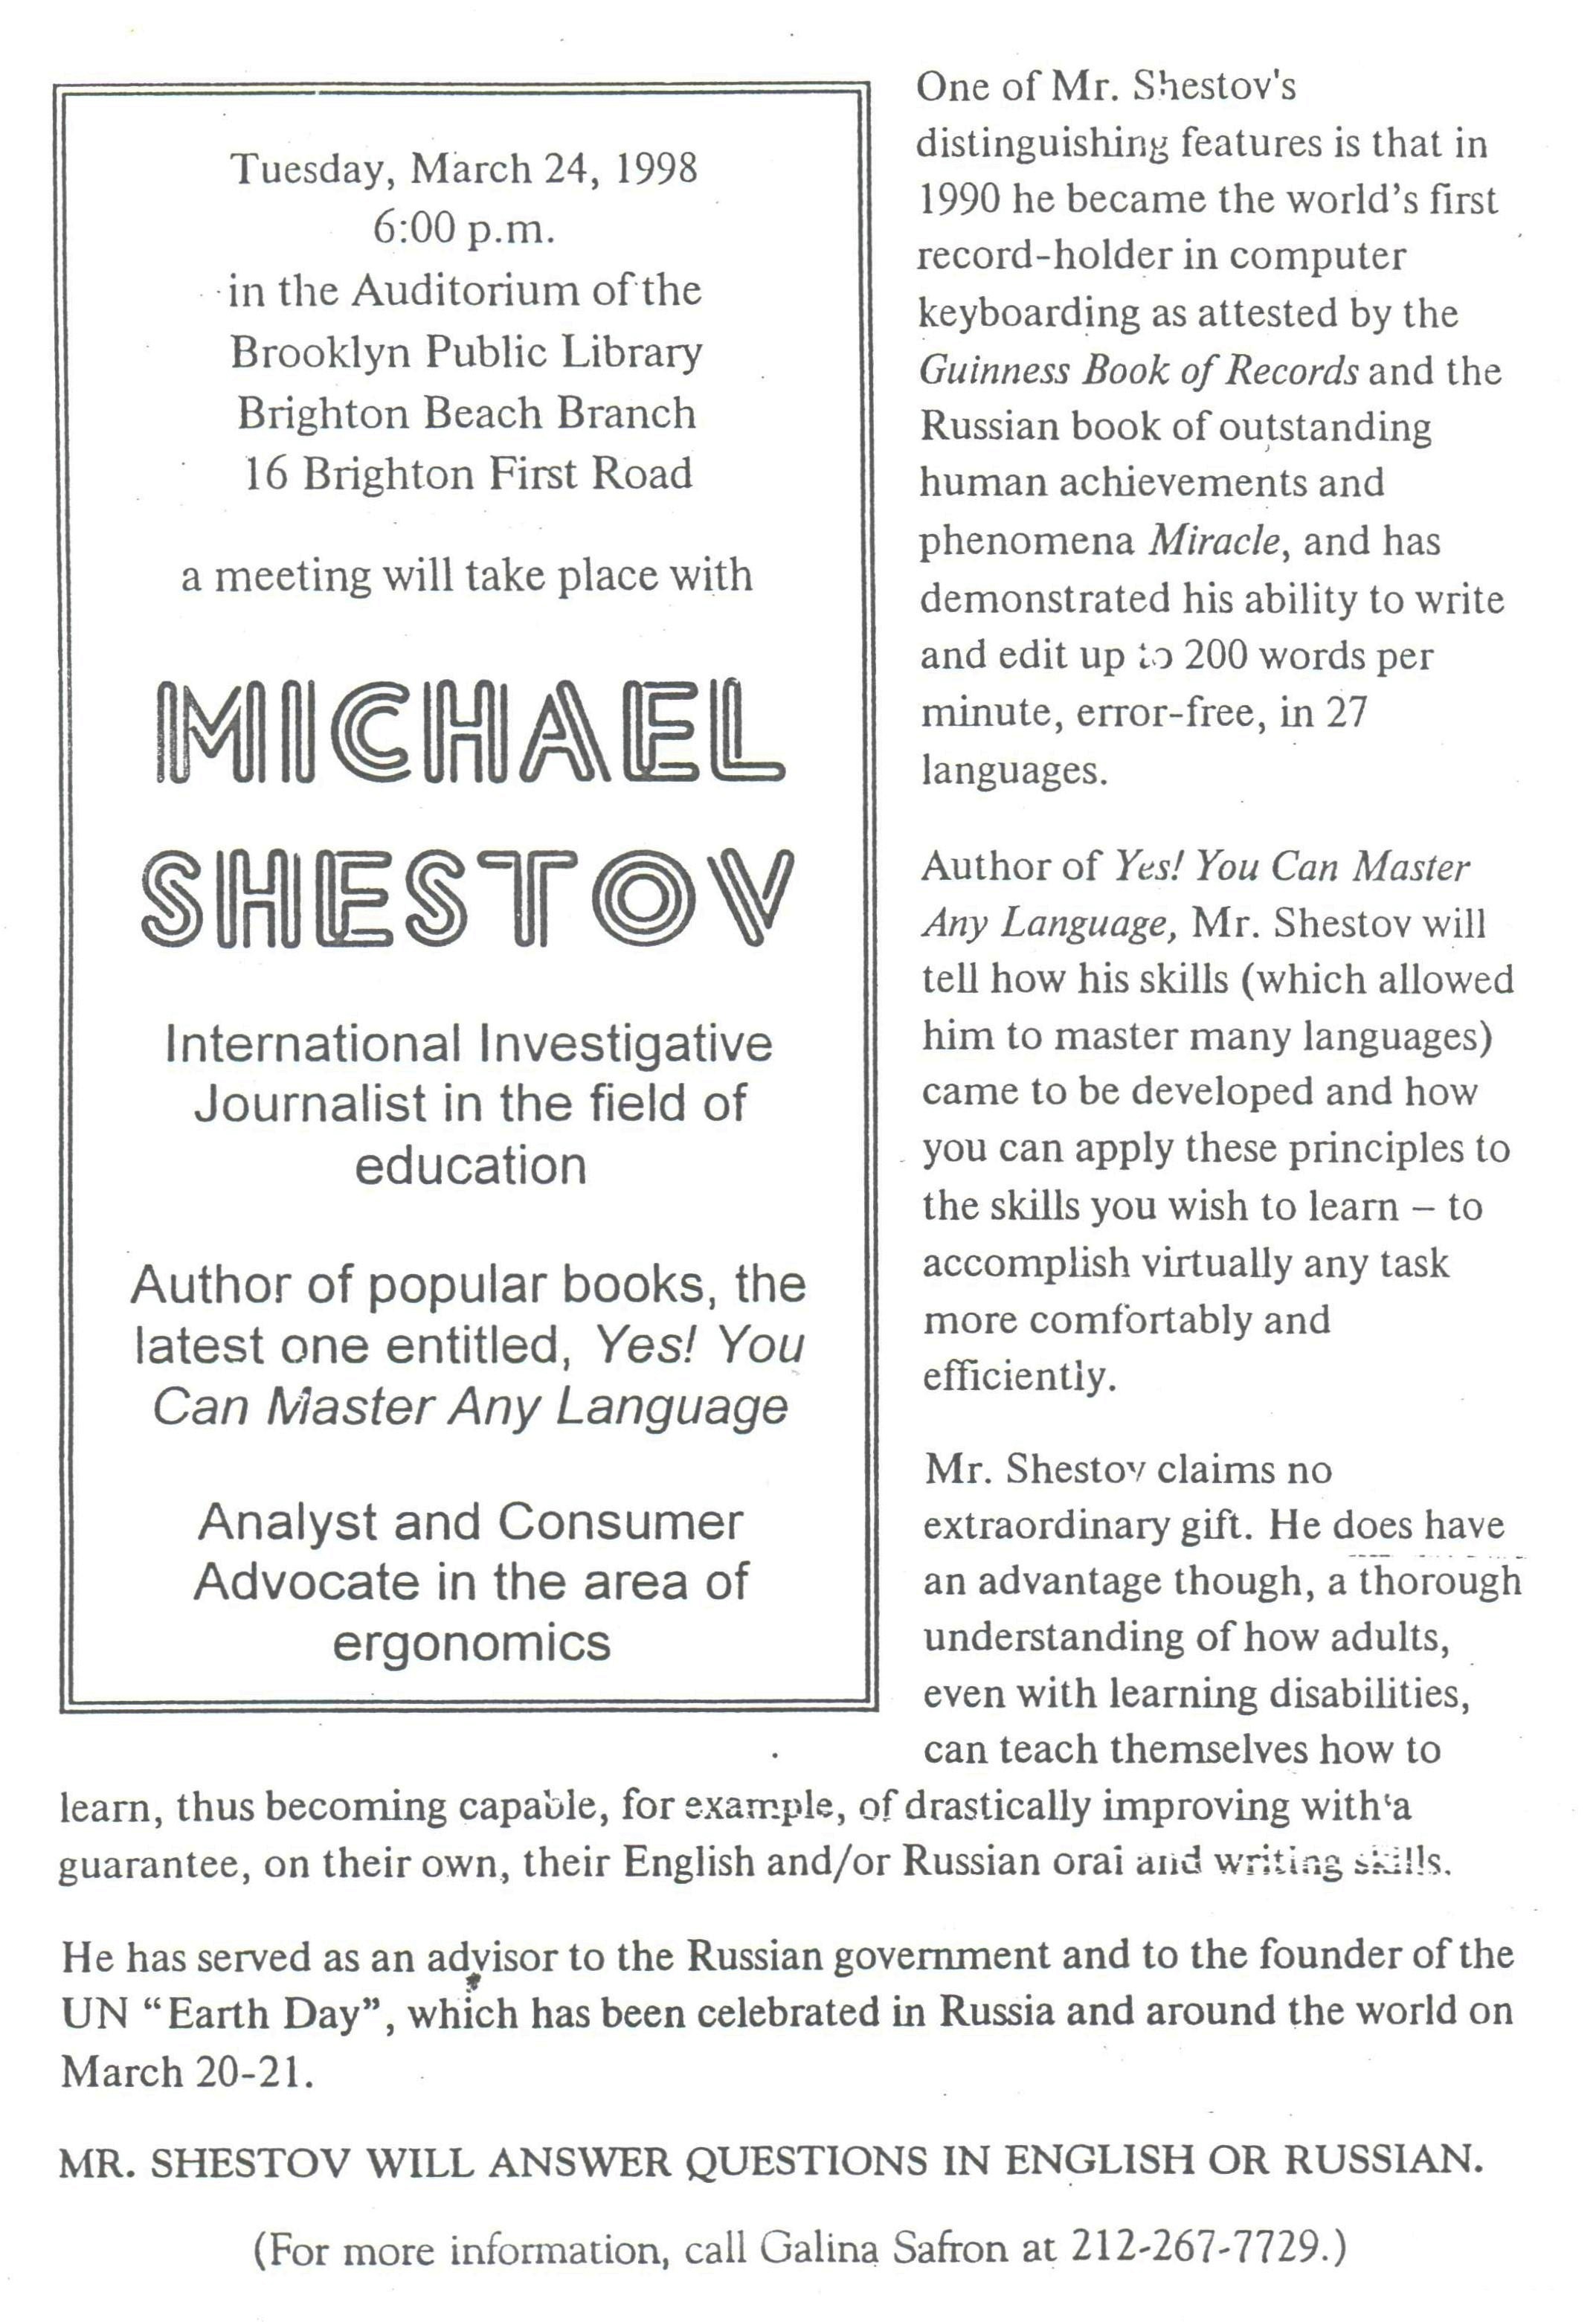 Tuesday, March 24, 1998
6:00 p.m.
in the Auditorium of the
Brooklyn Public Library
Brighton Beach Branch
16 Brighton First Road
a meeting will take place with
MICHAEL
SHESTOV
International Investigative
Journalist in the field of
education
Author of popular books, the
latest one entitled, Yes! You
Can Master Any Language
Analyst and Consumer
Advocate in the area of
ergonomics
One of Mr. Shestov's
distinguishing features is that in
1990 he became the world's first
record-holder in computer
keyboarding as attested by the
Guinness Book of Records and the
Russian book of outstanding
human achievements and
phenomena Miracle, and has
demonstrated his ability to write
and edit up to 200 words per
minute, error-free, in 27
languages.
Author of Yes! You Can Master
Any Language, Mr. Shestov will
tell how his skills (which allowed
him to master many languages)
came to be developed and how
you can apply these principles to
the skills you wish to learn – to
accomplish virtually any task
more comfortably and
efficiently.
Mr. Shestov claims no
extraordinary gift. He does have
an advantage though, a thorough
understanding of how adults,
even with learning disabilities,
can teach themselves how to
learn, thus becoming capable, for example, of drastically improving with a
guarantee, on their own, their English and/or Russian oral and writing skills.
He has served as an advisor to the Russian government and to the founder of the
UN “Earth Day”, which has been celebrated in Russia and around the world on
March 20-21.
MR. SHESTOV WILL ANSWER QUESTIONS IN ENGLISH OR RUSSIAN.
(For more information, call Galina Safron at 212-267-7729.)